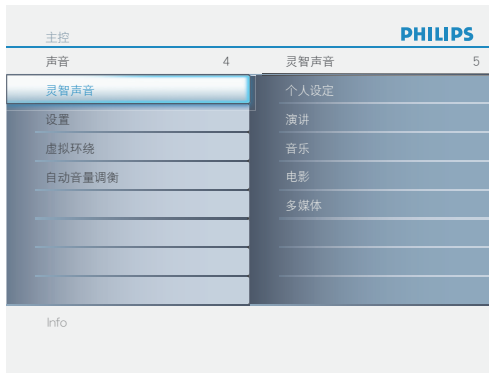 主控 PHILIPS
声音 4 灵智声音 5
灵智声音 个人设定
设置 演讲
虚拟环绕 音乐
自动音量调衡 电影
多媒体
Info